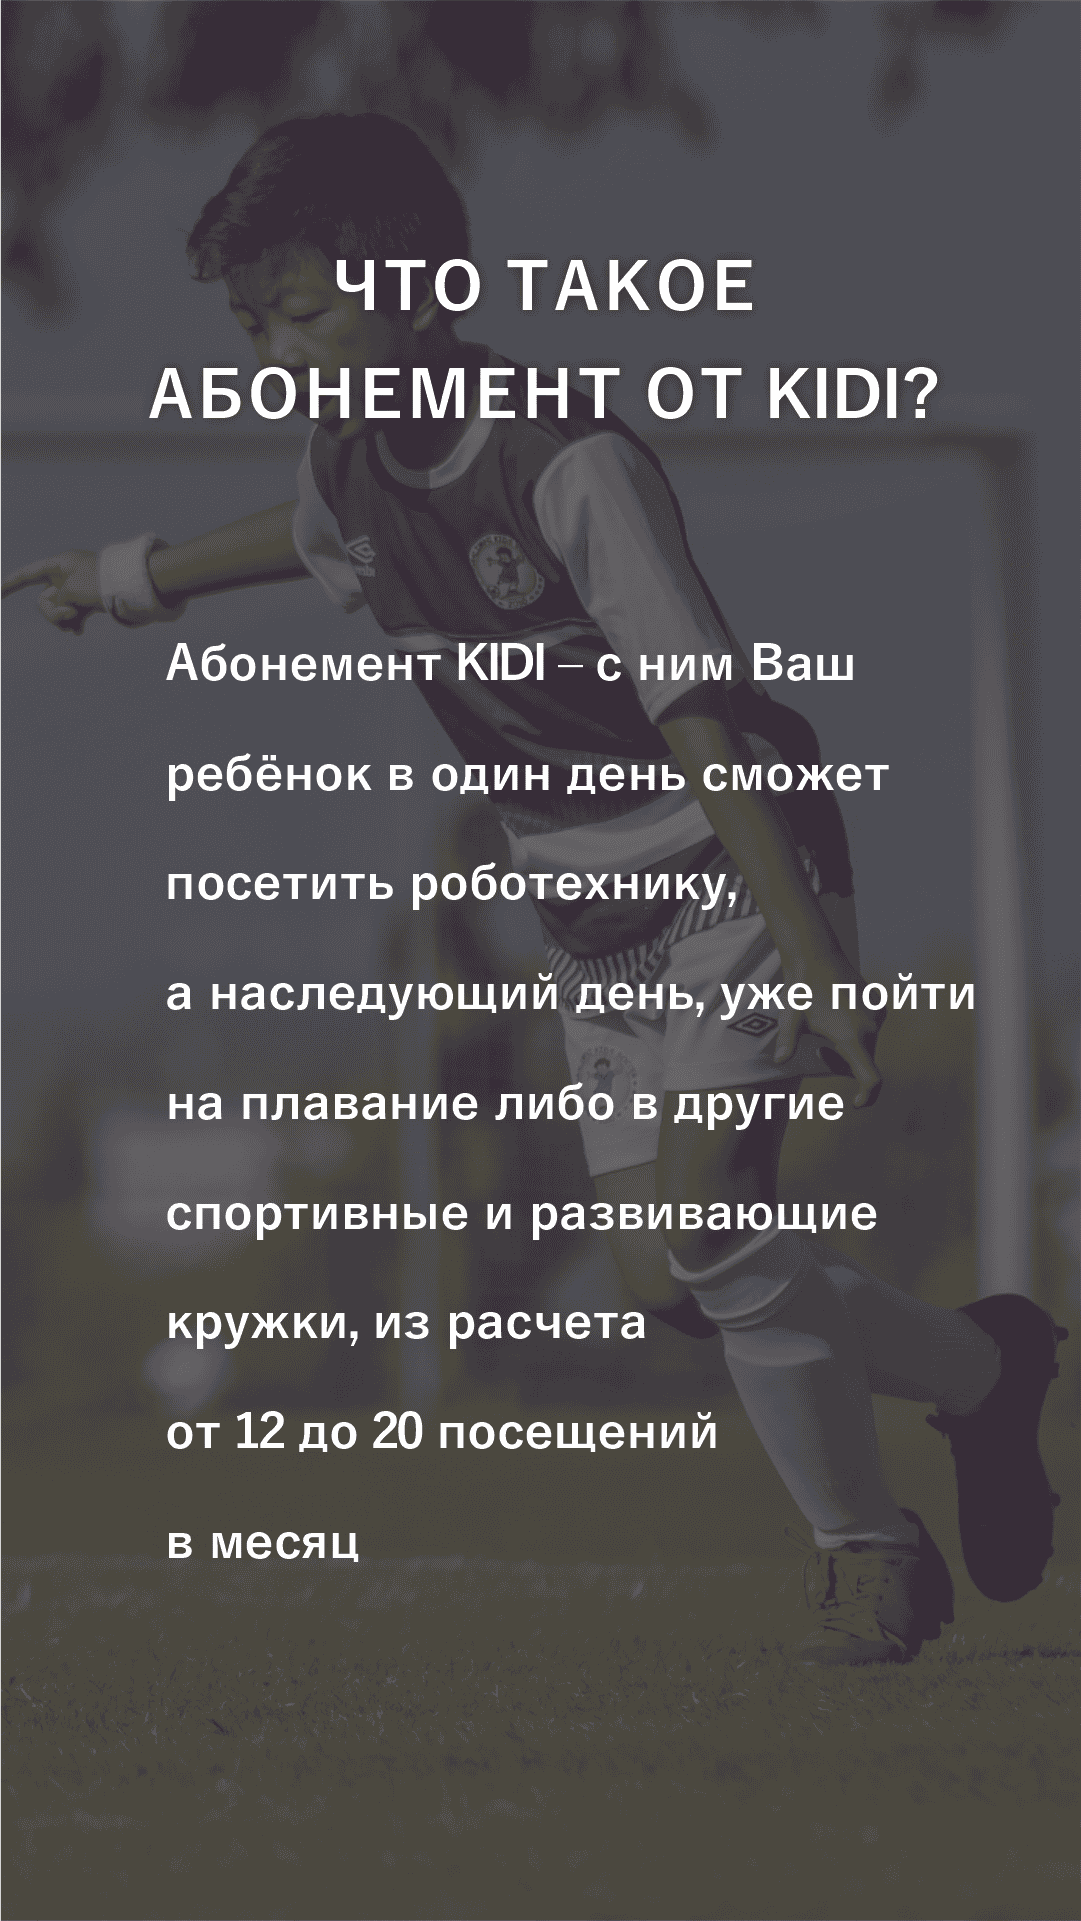 ЧТО ТАКОЕ
АБОНЕМЕНТ ОТ KIDI?
Абонемент KIDI – с ним Ваш
ребёнок в один день сможет
посетить роботехнику,
а наследующий день, уже пойти
на плавание либо в другие
спортивные и развивающие
кружки, из расчета
от 12 до 20 посещений
в месяц